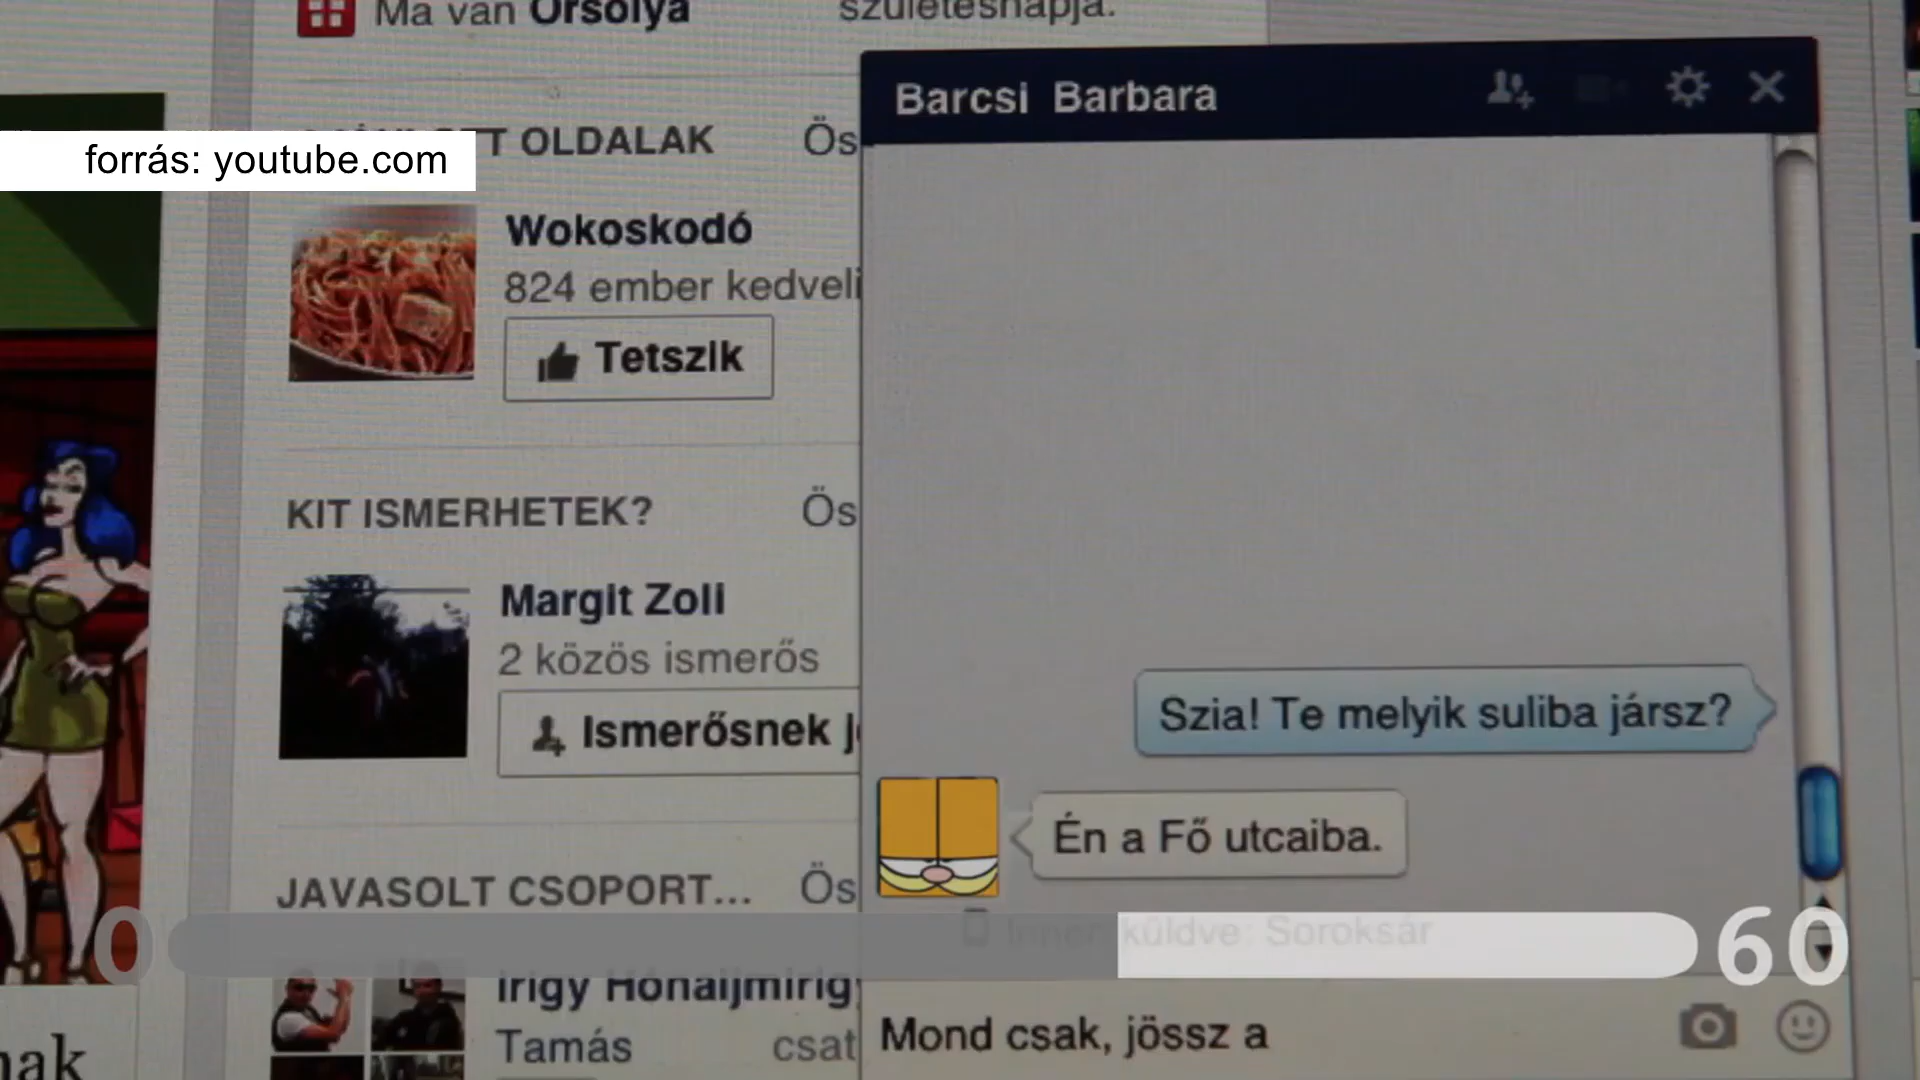 Ma van Orsolya születésnapja.
Barcsi Barbara
OLDALAK Ös
forrás: youtube.com
Wokoskodó
824 ember kedveli
Tetszik
KIT ISMERHETEK? Ös
Margit Zoli
2 közös ismerős
Ismerősnek j
Szia! Te melyik suliba jársz?
Én a Fő utcaiba.
JAVASOLT CSOPORT... Ös
Innen küldve: Soroksár
0 60
Irigy Hónaljmirigy
Tamás csat
Mond csak, jössz a
nak